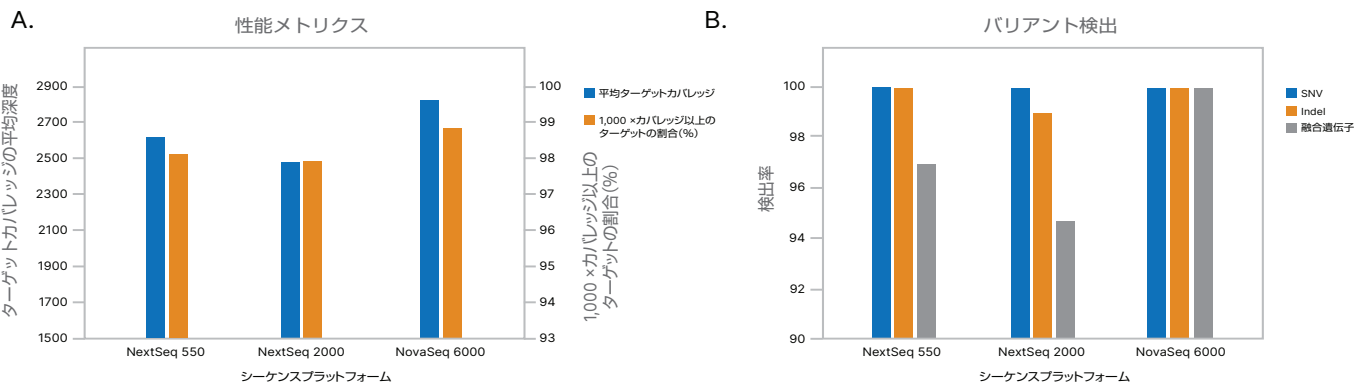 A.
性能メトリクス
ターゲットカバレッジの平均深度
2900
2700
2500
2300
2100
1900
1700
1500
100
99
98
97
96
95
94
93
1,000 ×カバレッジ以上の
ターゲットの割合(%)
平均ターゲットカバレッジ
1,000 ×カバレッジ以上の
ターゲットの割合(%)
NextSeq 550
NextSeq 2000
NovaSeq 6000
シーケンスプラットフォーム
B.
バリアント検出
検出率
100
98
96
94
92
90
SNV
Indel
融合遺伝子
NextSeq 550
NextSeq 2000
NovaSeq 6000
シーケンスプラットフォーム